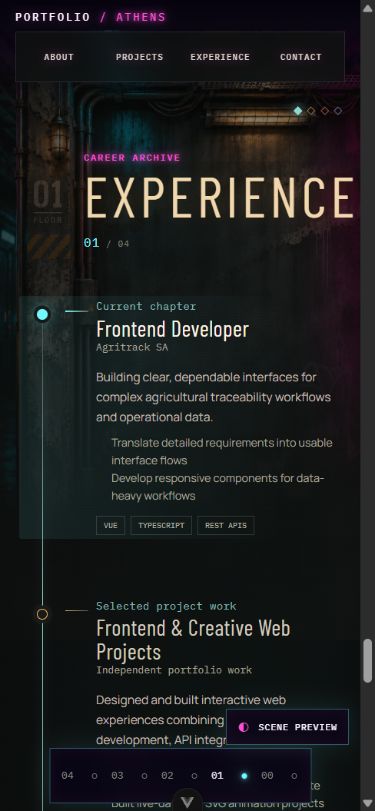 PORTFOLIO / ATHENS
ABOUT PROJECTS EXPERIENCE CONTACT
CAREER ARCHIVE
01
FLOOR
EXPERIENCE
01 / 04
Current chapter
Frontend Developer
Agritrack SA
Building clear, dependable interfaces for
complex agricultural traceability workflows
and operational data.
Translate detailed requirements into usable
interface flows
Develop responsive components for data-
heavy workflows
VUE TYPESCRIPT REST APIS
Selected project work
Frontend & Creative Web
Projects
Independent portfolio work
Designed and built interactive web
experiences combining
development, API integr
SCENE PREVIEW
04 03 02 01 00
SVG animation projects